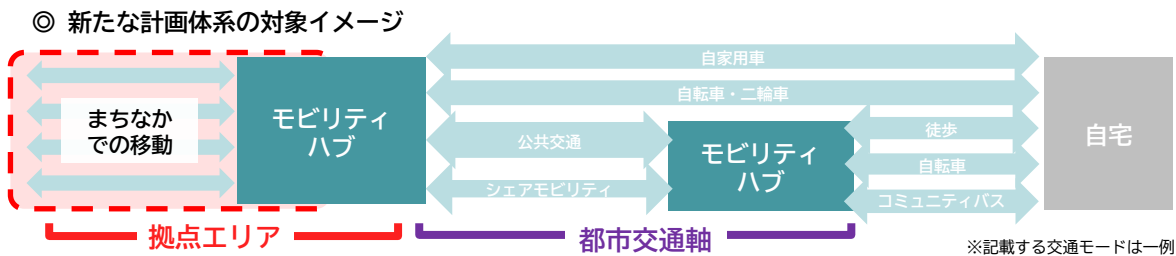 ◎ 新たな計画体系の対象イメージ
自家用車
自転車・二輪車
まちなか
での移動
モビリティ
ハブ
公共交通
シェアモビリティ
モビリティ
ハブ
徒歩
自転車
コミュニティバス
自宅
拠点エリア
都市交通軸
※記載する交通モードは一例